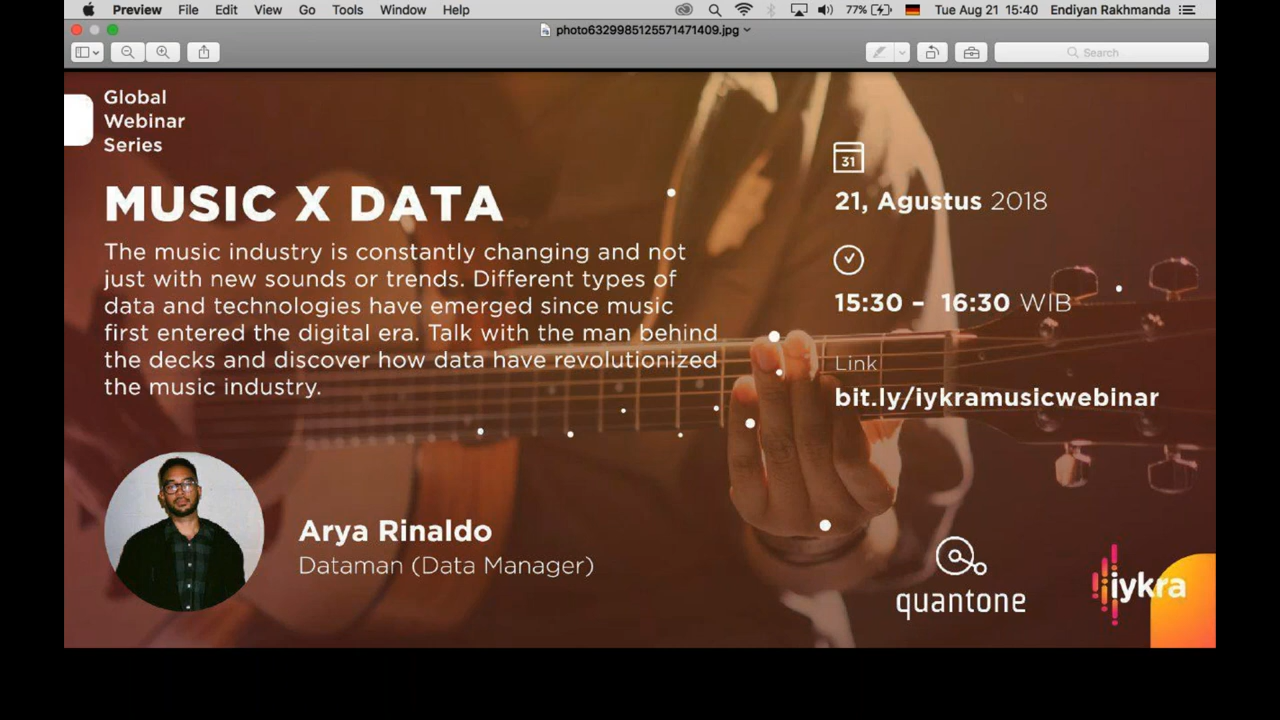 Preview File Edit View Go Tools Window Help 77% Tue Aug 21 15:40 Endiyan Rakhmanda
photo6329985125571471409.jpg
Search
Global
Webinar
Series
MUSIC X DATA
The music industry is constantly changing and not
just with new sounds or trends. Different types of
data and technologies have emerged since music
first entered the digital era. Talk with the man behind
the decks and discover how data have revolutionized
the music industry.
Arya Rinaldo
Dataman (Data Manager)
31
21, Agustus 2018
15:30 - 16:30 WIB
Link
bit.ly/iykramusicwebinar
quantone
iykra